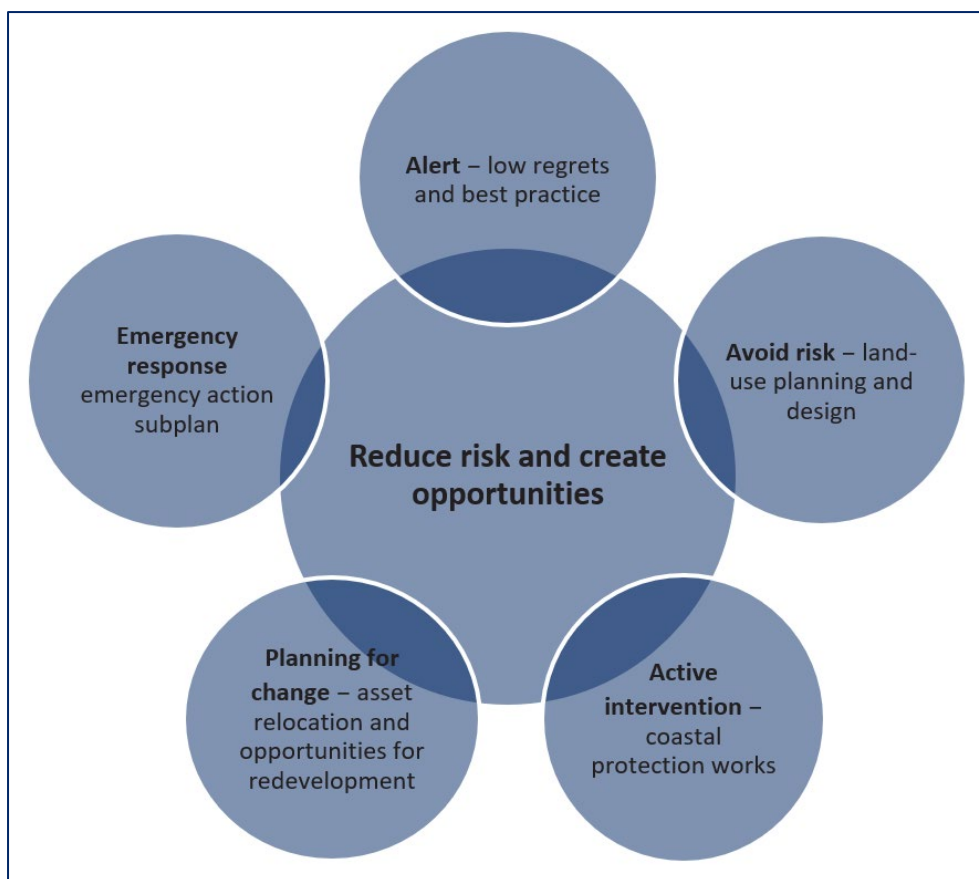 Alert – low regrets
and best practice
Emergency
response
emergency action
subplan
Avoid risk – land-
use planning and
design
Reduce risk and create
opportunities
Planning for
change – asset
relocation and
opportunities for
redevelopment
Active
intervention –
coastal
protection works